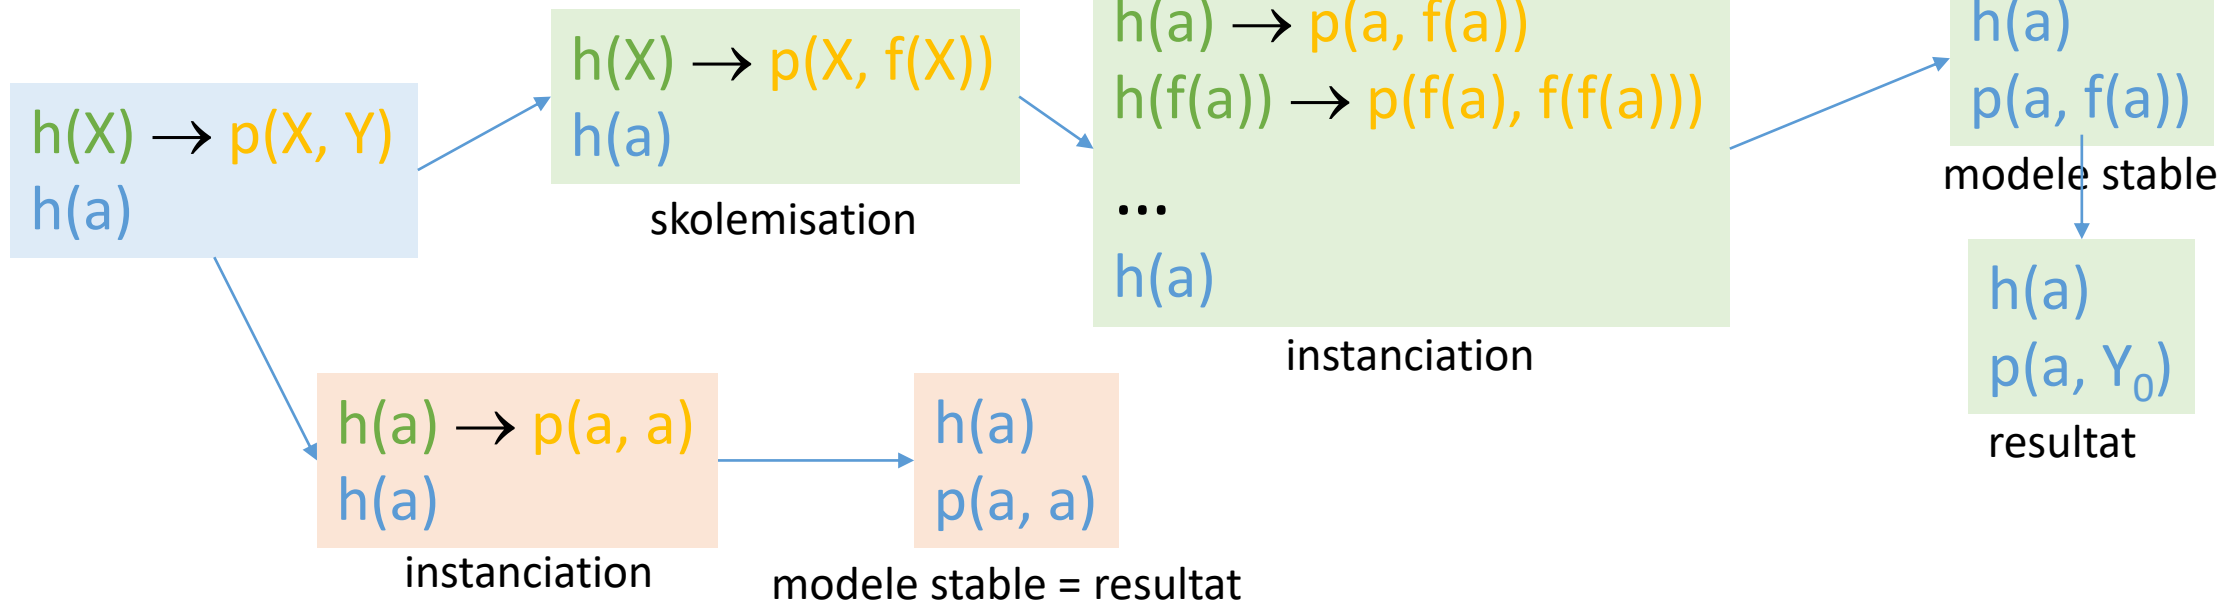 h(X) → p(X, Y)
h(a)
h(X) → p(X, f(X))
h(a)
skolemisation
h(a) → p(a, f(a))
h(f(a)) → p(f(a), f(f(a)))
...
h(a)
instanciation
h(a)
p(a, f(a))
modele stable
h(a)
p(a, Y₀)
resultat
h(a) → p(a, a)
h(a)
instanciation
h(a)
p(a, a)
modele stable = resultat